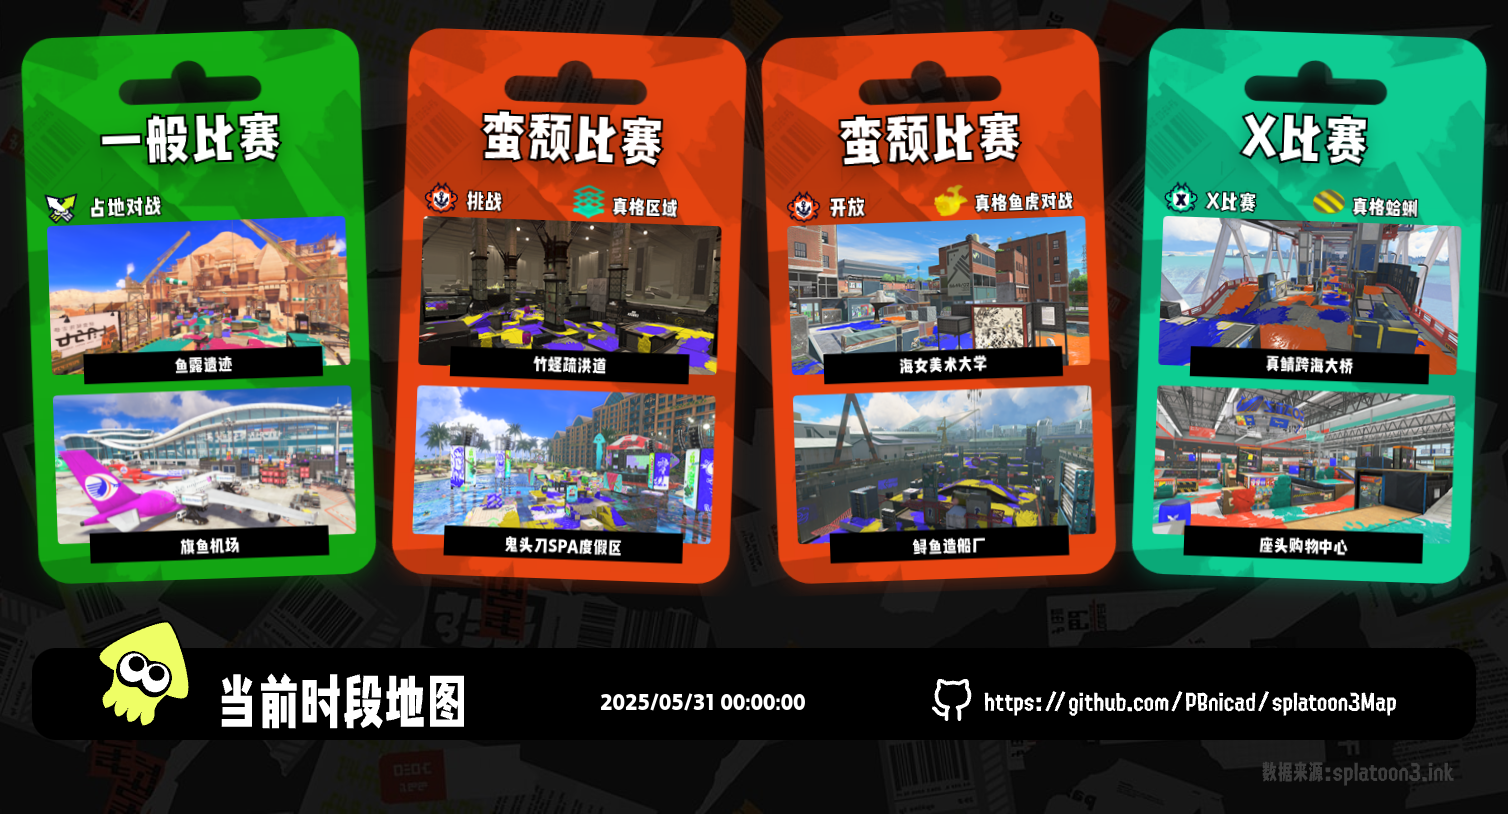 一般比赛
占地对战
鱼露遗迹
旗鱼机场
蛮颓比赛
挑战
真格区域
竹蛏疏洪道
鬼头刀SPA度假区
蛮颓比赛
开放
真格鱼虎对战
海女美术大学
鲟鱼造船厂
X比赛
X比赛
真格蛤蜊
真鲭跨海大桥
座头购物中心
当前时段地图
2025/05/31 00:00:00
https://github.com/PBnicad/splatoon3Map
数据来源:splatoon3.ink